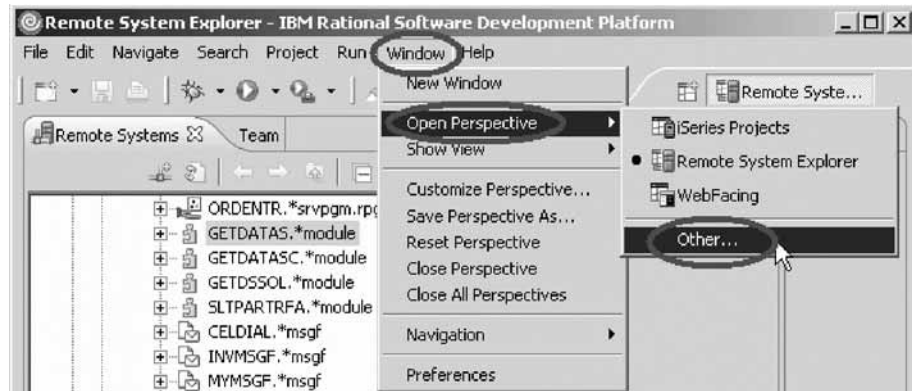 Remote System Explorer - IBM Rational Software Development Platform
File Edit Navigate Search Project Run Window Help
Remote Syste...
Remote Systems Team
ORDENTR.*srvpgm.rpg
GETDATAS.*module
GETDATASC.*module
GETDSSOL.*module
SLTPARTRFA.*module
CELDIAL.*msgf
INVMSGF.*msgf
MYMSGF.*msgf
New Window
Open Perspective
Show View
Customize Perspective...
Save Perspective As...
Reset Perspective
Close Perspective
Close All Perspectives
Navigation
Preferences
iSeries Projects
Remote System Explorer
WebFacing
Other...